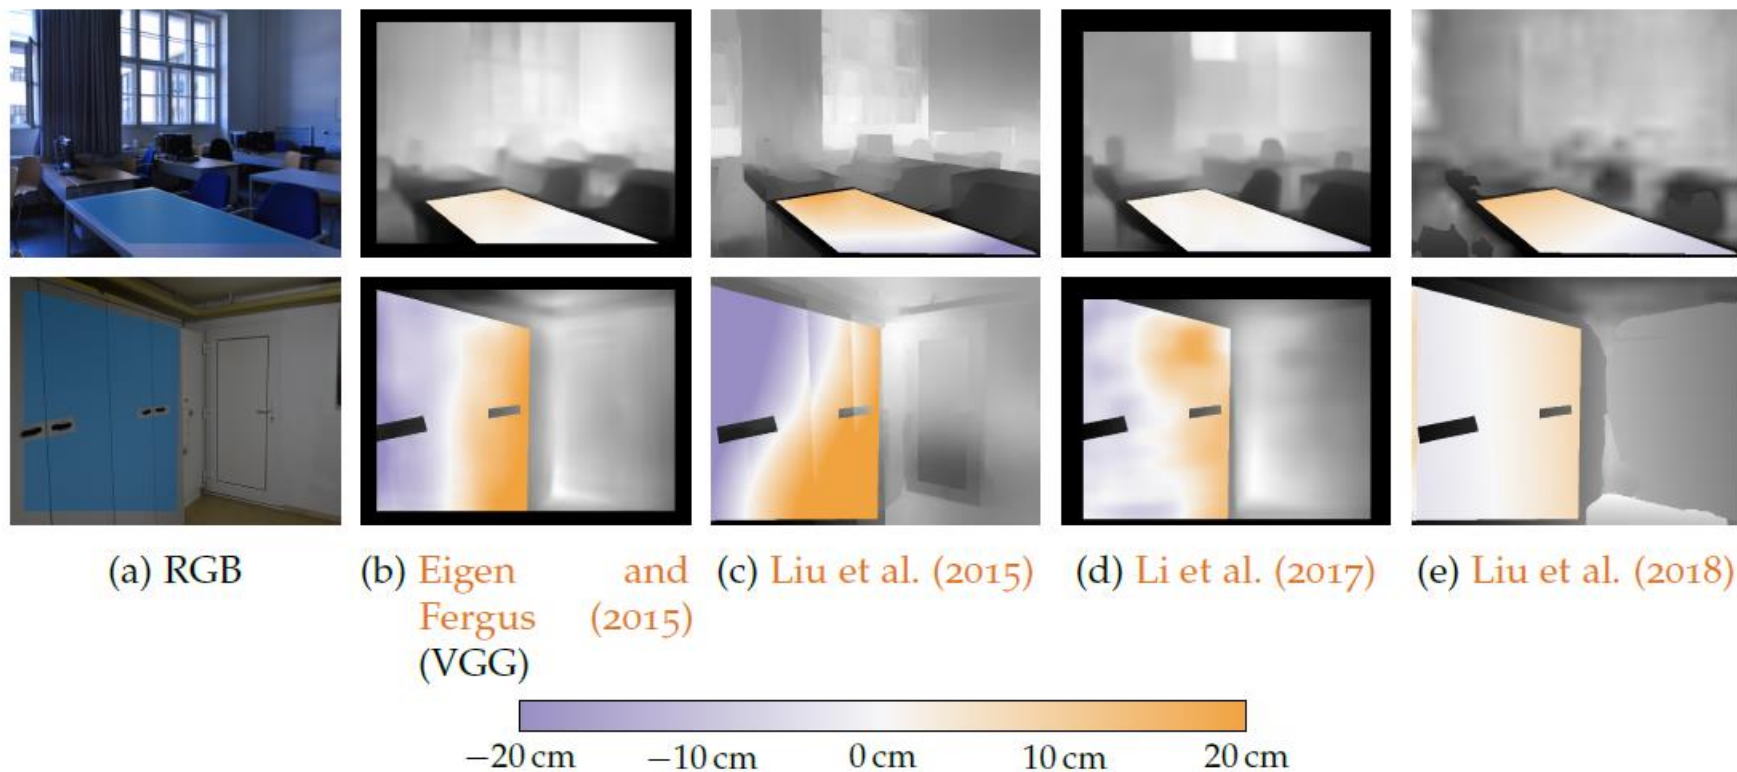 (a) RGB
(b) Eigen and
Fergus (2015)
(VGG)
(c) Liu et al. (2015)
(d) Li et al. (2017)
(e) Liu et al. (2018)
−20 cm −10 cm 0 cm 10 cm 20 cm